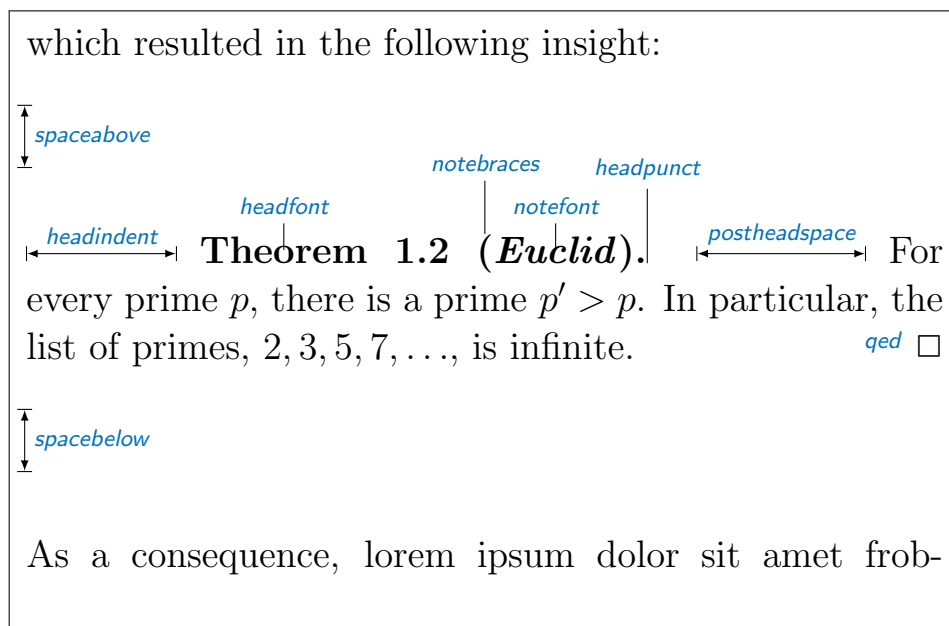 which resulted in the following insight:
spaceabove
notebraces
headpunct
headfont
notefont
headindent
postheadspace
Theorem 1.2 (Euclid). For
every prime p, there is a prime p′ > p. In particular, the
list of primes, 2, 3, 5, 7, …, is infinite. qed □
spacebelow
As a consequence, lorem ipsum dolor sit amet frob-